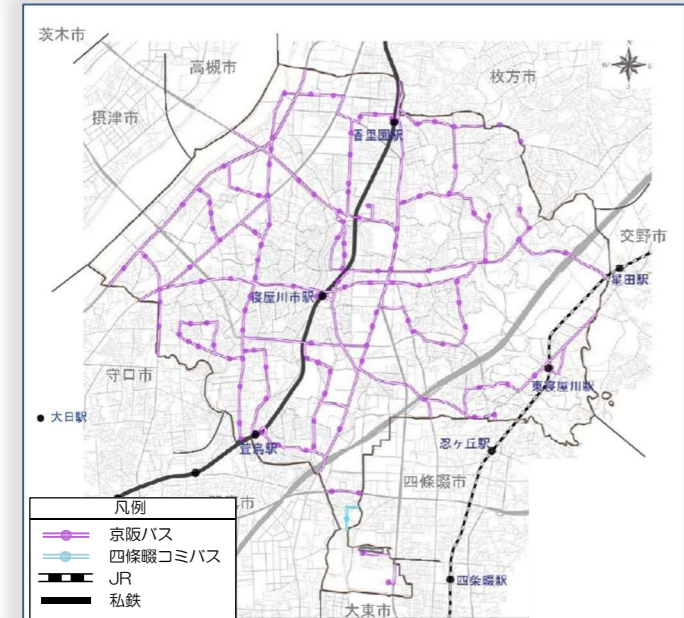 茨木市
高槻市
枚方市
摂津市
香里園駅
交野市
星田駅
寝屋川市駅
守口市
東寝屋川駅
大日駅
萱島駅
忍ケ丘駅
四條畷市
凡例
京阪バス
四條畷コミバス
JR
私鉄
四条畷駅
大東市